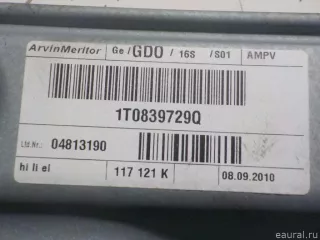 ArvinMeritor Ge/GDO/16S /S01 AMPV
1T0839729Q
Ltd Nr.: 04813190
hi li el 117 121 K 08.09.2010
eaural.ru